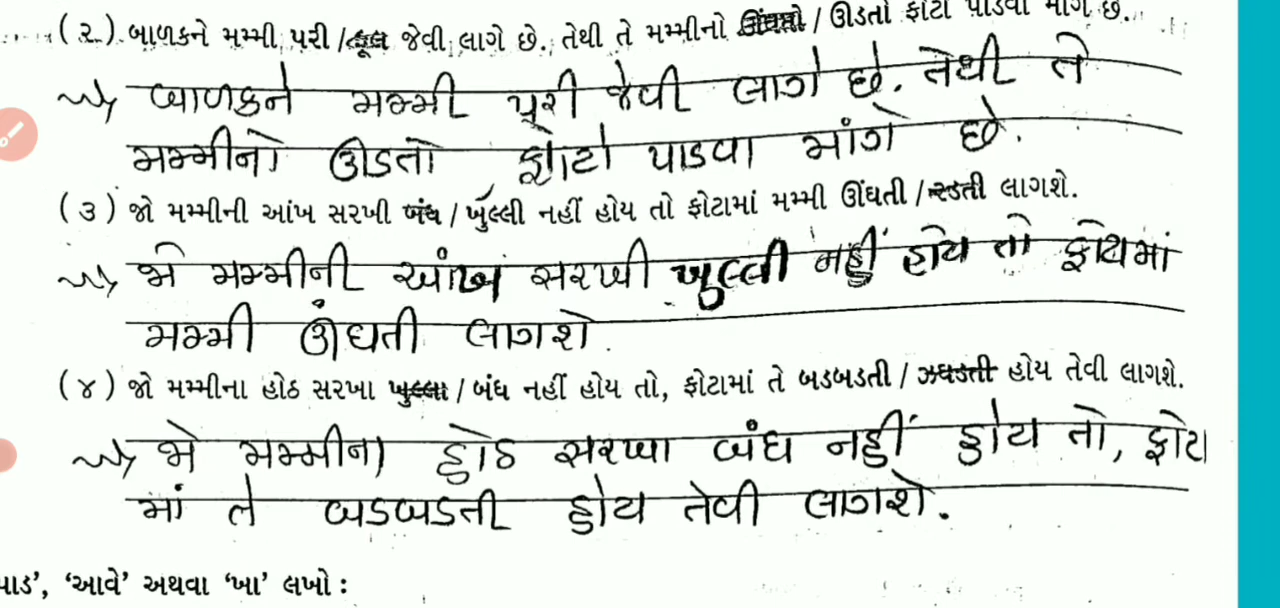 (૨) બાળકને મમ્મી પરી / ફૂલ જેવી લાગે છે. તેથી તે મમ્મીનો / ઊડતો ફોટો પાડવા માંગે છે.
બાળકને મમ્મી પરી જેવી લાગે છે. તેથી તે
મમ્મીનો ઊડતો ફોટો પાડવા માંગે છે.
(૩) જો મમ્મીની આંખ સરખી બંધ / ખુલ્લી નહીં હોય તો ફોટામાં મમ્મી ઊંઘતી / રડતી લાગશે.
જો મમ્મીની આંખ સરખી ખુલ્લી નહીં હોય તો ફોટામાં
મમ્મી ઊંઘતી લાગશે.
(૪) જો મમ્મીના હોઠ સરખા ખુલ્લા / બંધ નહીં હોય તો, ફોટામાં તે બડબડતી / ઝઘડતી હોય તેવી લાગશે.
જો મમ્મીના હોઠ સરખા બંધ નહીં હોય તો, ફોટા
માં તે બડબડતી હોય તેવી લાગશે.
પાડ', 'આવે' અથવા 'ખા' લખો :